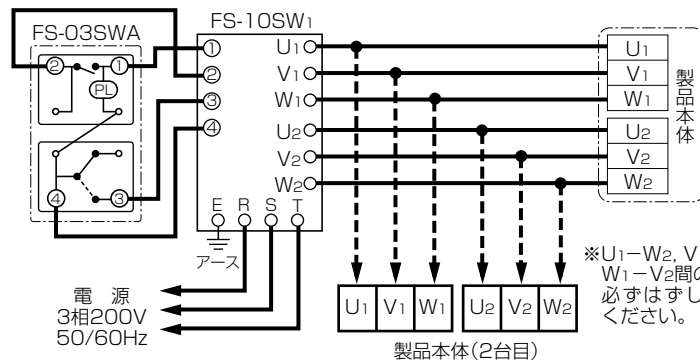 FS-03SWA
FS-10SW1
② ① PL
④ ③
① ② ③ ④
U1 V1 W1 U2 V2 W2
E R S T
アース
電 源
3相200V
50/60Hz
U1
V1
W1
U2
V2
W2
製品本体
U1 V1 W1 U2 V2 W2
製品本体(2台目)
※U1−W2, V
W1−V2間の
必ずはずし
ください。